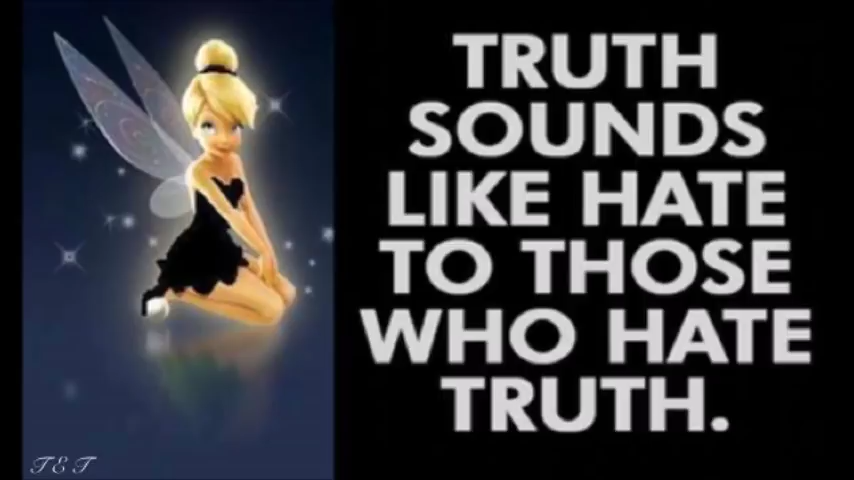 TRUTH
SOUNDS
LIKE HATE
TO THOSE
WHO HATE
TRUTH.
T&T